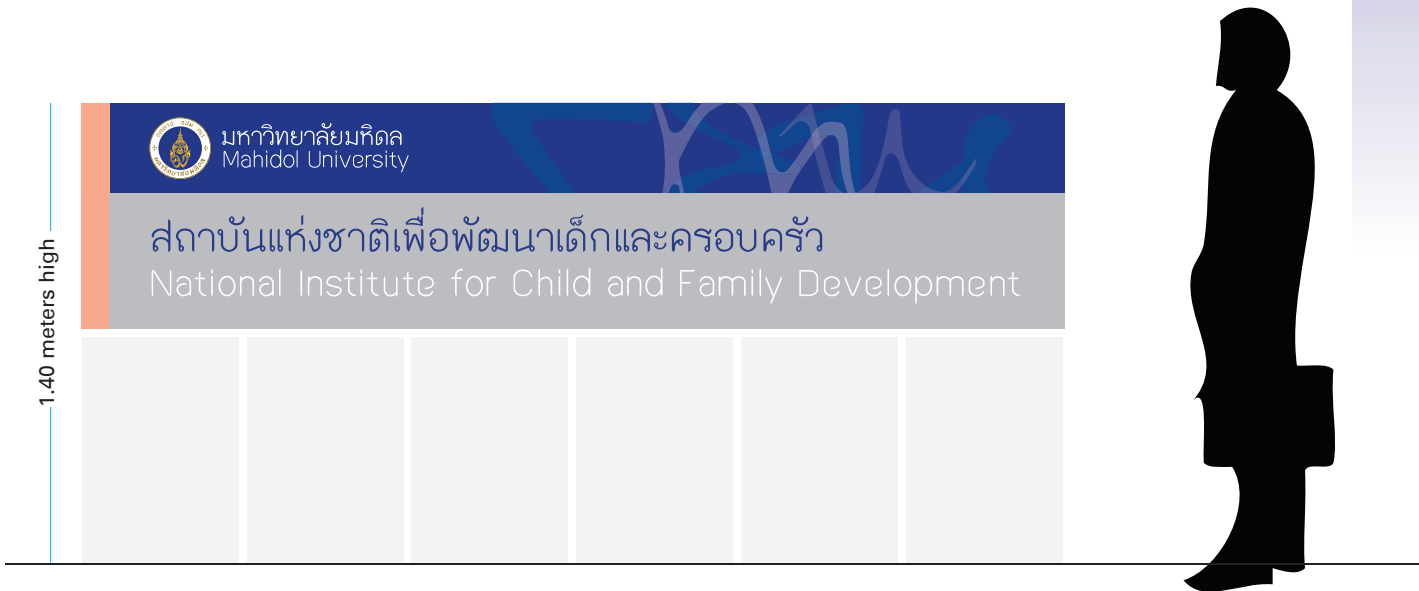 1.40 meters high
มหาวิทยาลัยมหิดล
Mahidol University
สถาบันแห่งชาติเพื่อพัฒนาเด็กและครอบครัว
National Institute for Child and Family Development